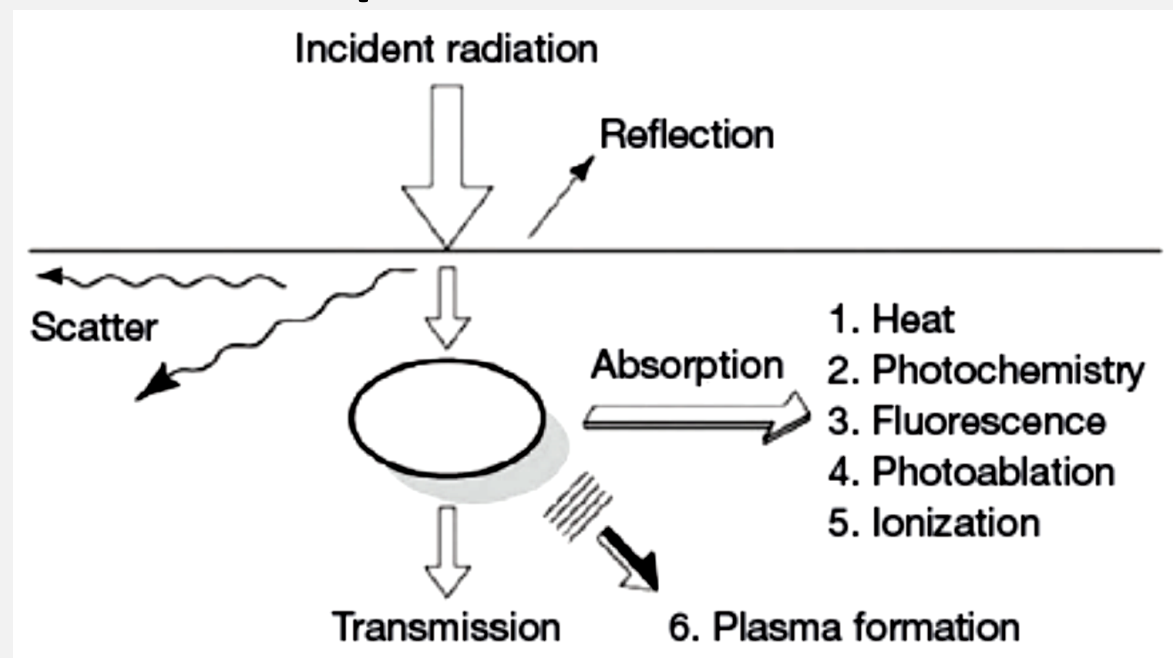 Incident radiation
Reflection
Scatter
Absorption
1. Heat
2. Photochemistry
3. Fluorescence
4. Photoablation
5. Ionization
Transmission
6. Plasma formation